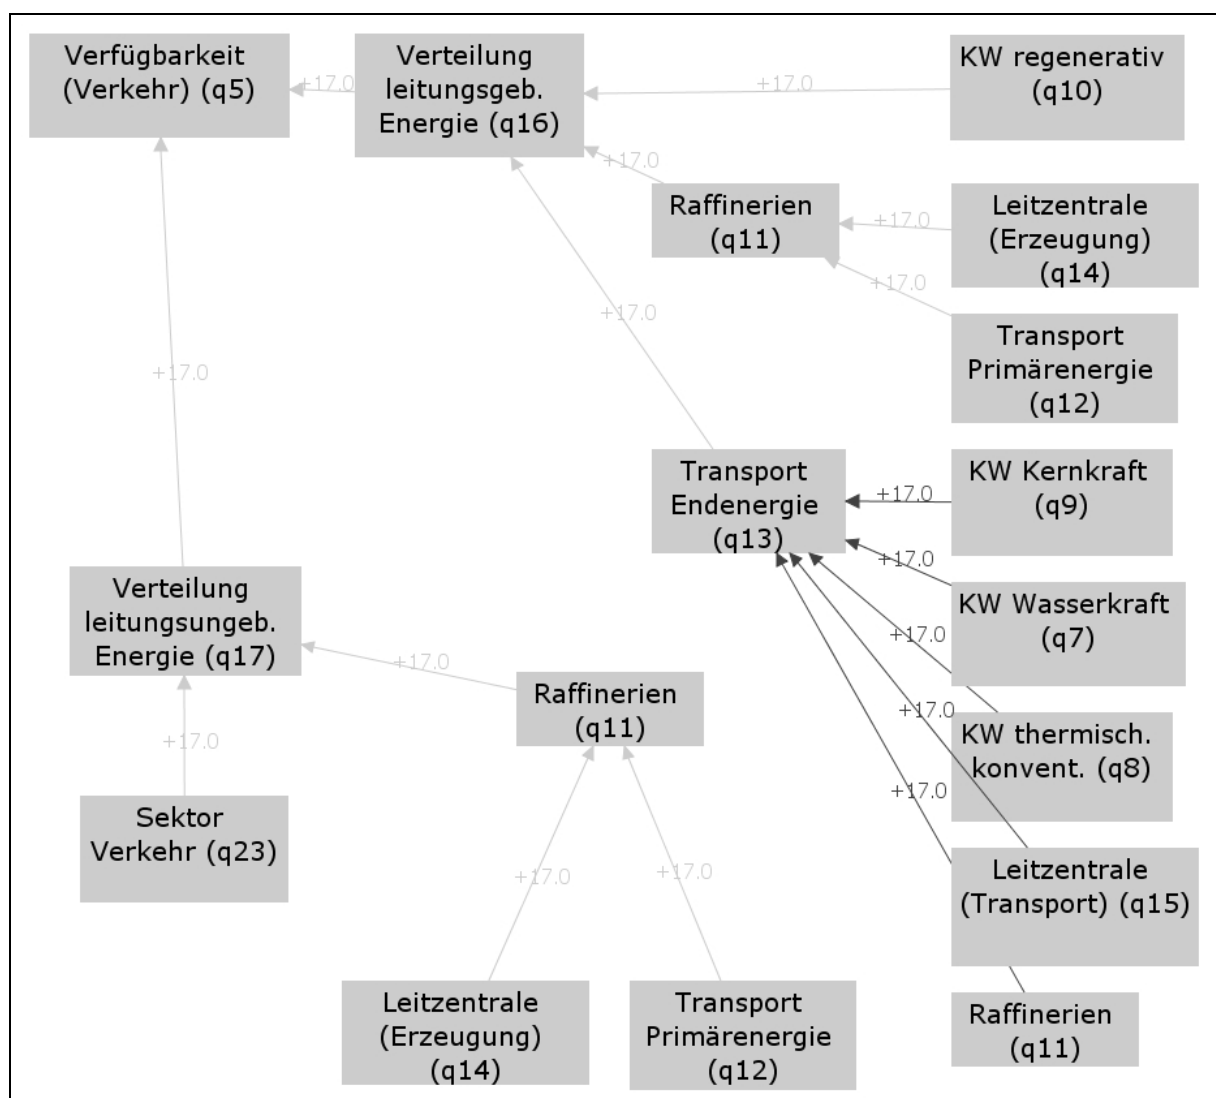 Verfügbarkeit
(Verkehr) (q5)
+17.0
Verteilung
leitungsgeb.
Energie (q16)
+17.0
KW regenerativ
(q10)
+17.0
Raffinerien
(q11)
+17.0
Leitzentrale
(Erzeugung)
(q14)
+17.0
Transport
Primärenergie
(q12)
+17.0
+17.0
Transport
Endenergie
(q13)
+17.0
KW Kernkraft
(q9)
+17.0
KW Wasserkraft
(q7)
+17.0
KW thermisch.
konvent. (q8)
+17.0
Leitzentrale
(Transport) (q15)
+17.0
Raffinerien
(q11)
Verteilung
leitungsungeb.
Energie (q17)
+17.0
Raffinerien
(q11)
+17.0
Sektor
Verkehr (q23)
+17.0
+17.0
Leitzentrale
(Erzeugung)
(q14)
Transport
Primärenergie
(q12)